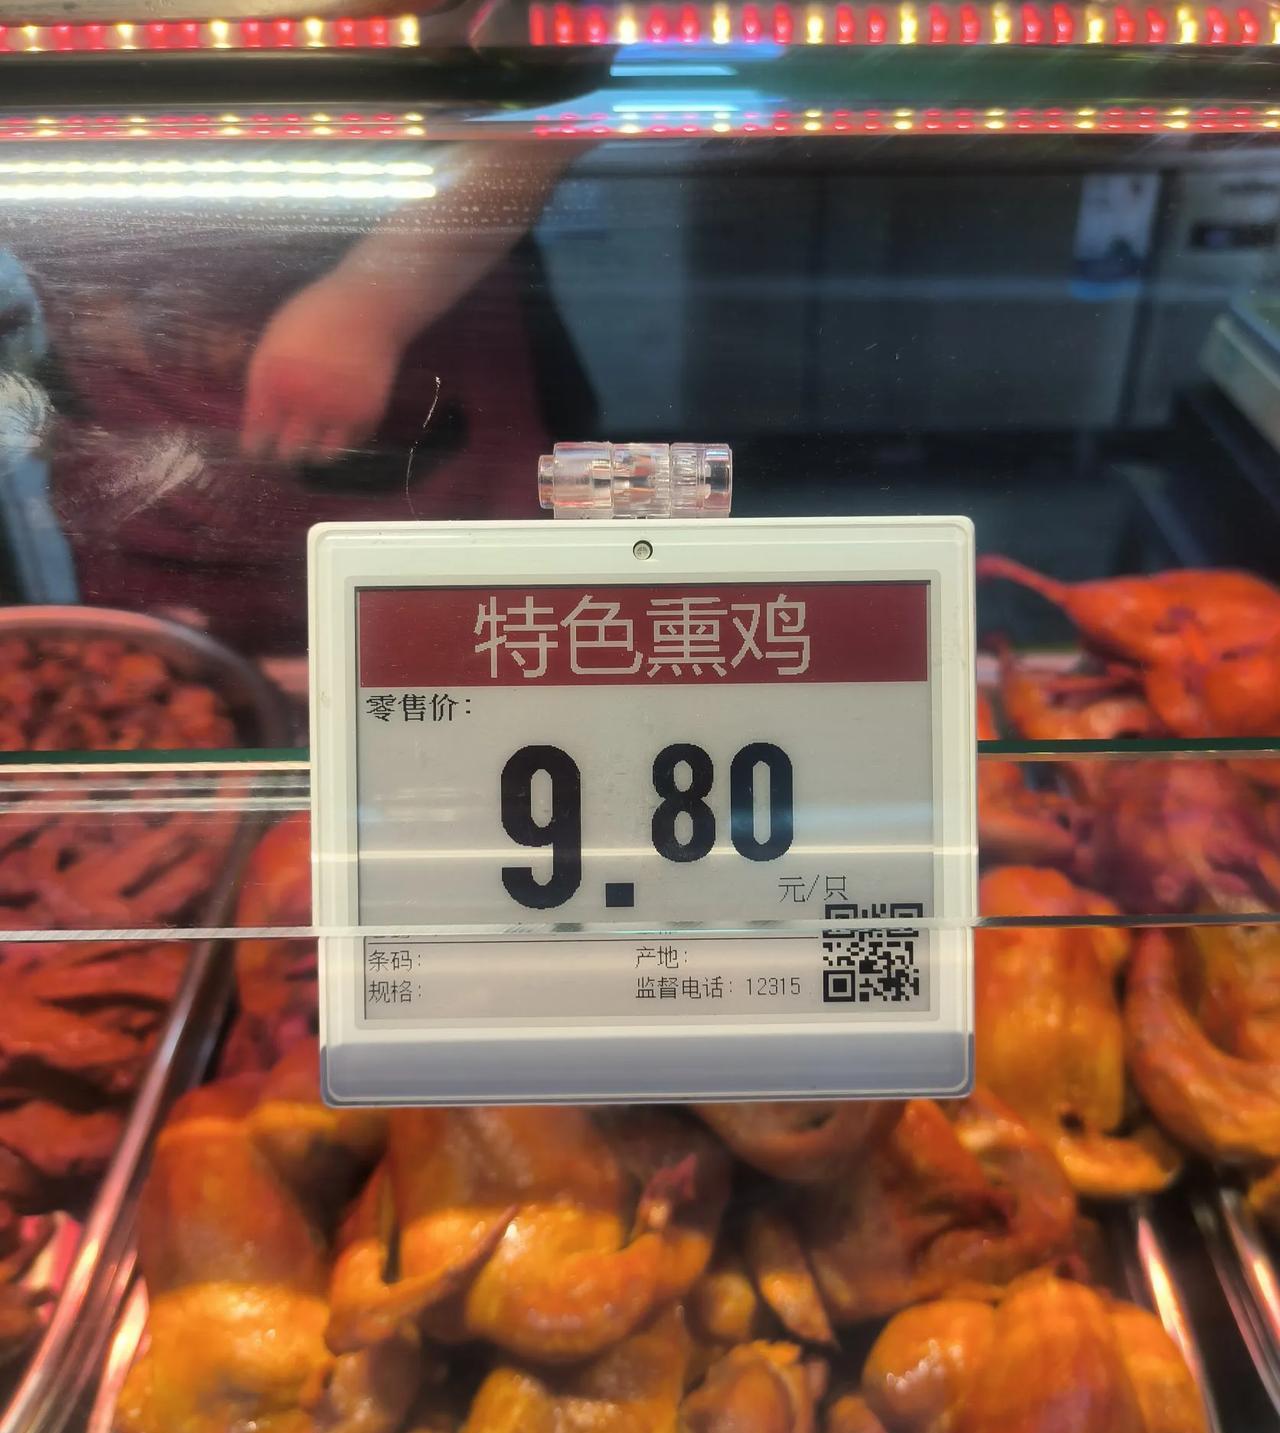 特色熏鸡
零售价:
9.80
元/只
条码:
产地:
规格:
监督电话: 12315